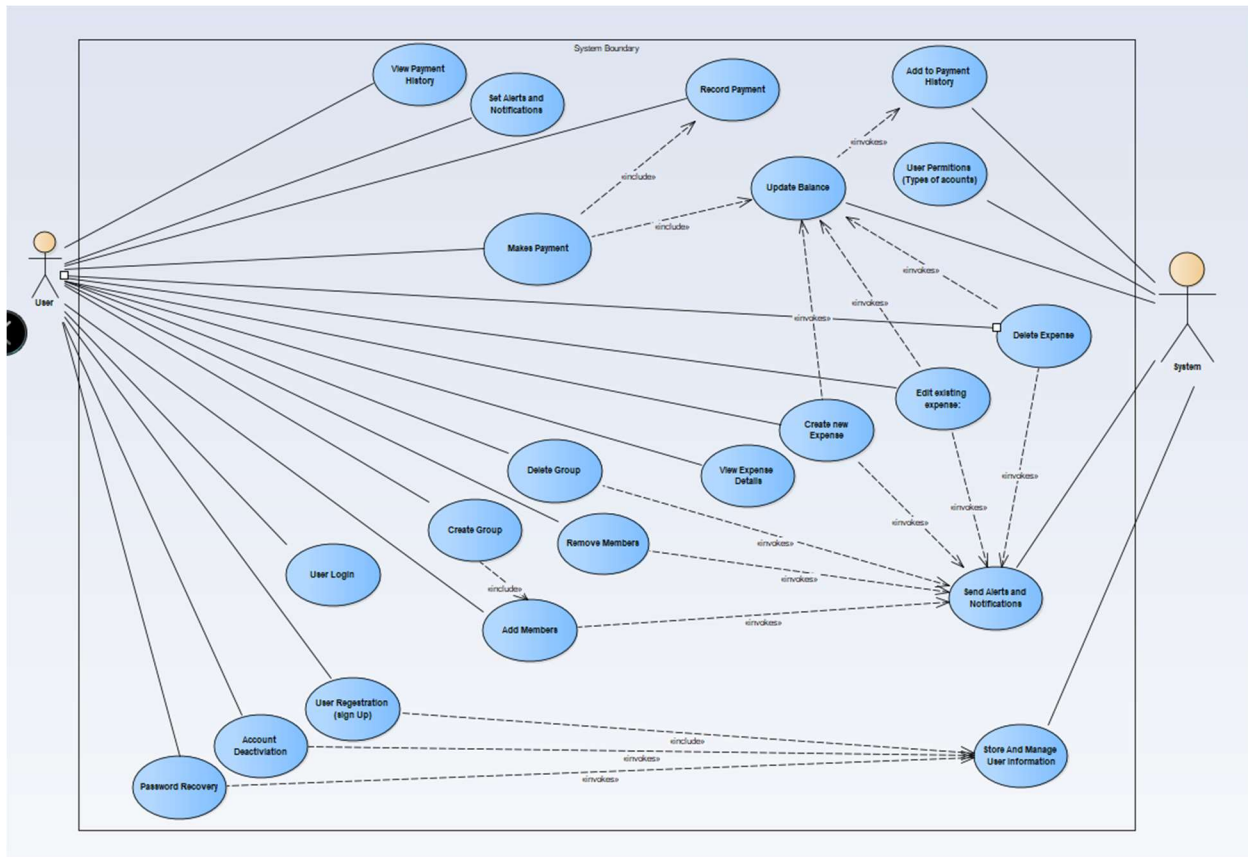 System Boundary
View Payment
History
Set Alerts and
Notifications
Record Payment
Add to Payment
History
«invokes»
User Permitions
(Types of acounts)
«include»
Update Balance
«include»
Makes Payment
«invokes»
User
«invokes»
«invokes»
Delete Expense
System
Edit existing
expense:
Create new
Expense
Delete Group
View Expense
Details
«invokes»
«invokes»
«invokes»
Create Group
Remove Members
«invokes»
User Login
«invokes»
«include»
Send Alerts and
Notifications
Add Members
«invokes»
User Regestration
(sign Up)
Account
Deactiviation
«include»
Store And Manage
User Information
«invokes»
Password Recovery
«invokes»